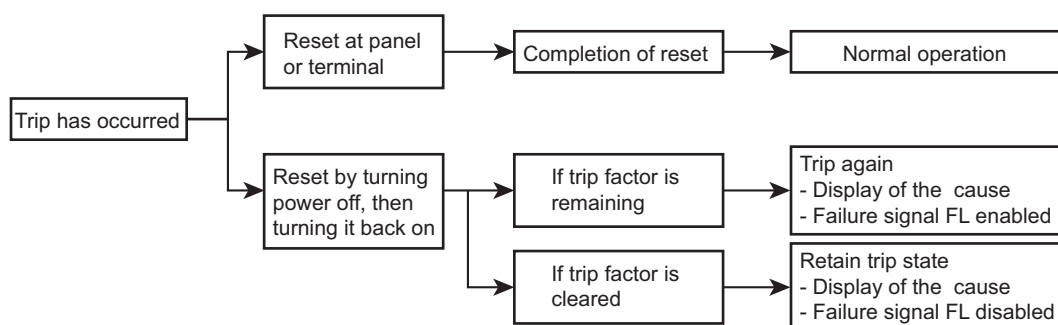 Trip has occurred
Reset at panel
or terminal
Completion of reset
Normal operation
Reset by turning
power off, then
turning it back on
If trip factor is
remaining
Trip again
- Display of the cause
- Failure signal FL enabled
If trip factor is
cleared
Retain trip state
- Display of the cause
- Failure signal FL disabled